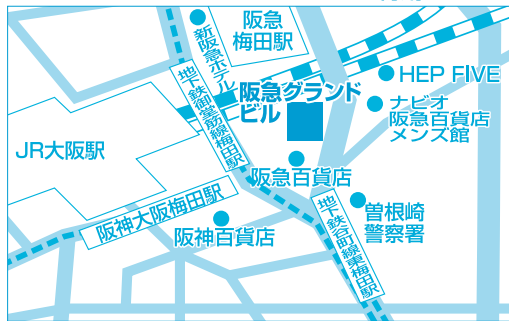 阪急
梅田駅
新阪急ホテル
地下鉄御堂筋線梅田駅
HEP FIVE
阪急グランド
ビル
ナビオ
阪急百貨店
メンズ館
JR大阪駅
阪急百貨店
阪神大阪梅田駅
阪神百貨店
曽根崎
警察署
地下鉄谷町線東梅田駅